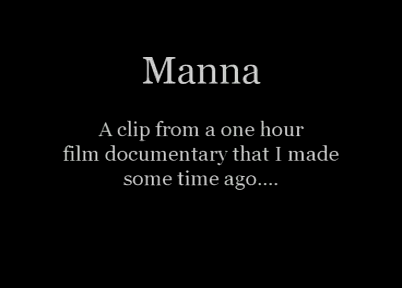 Manna
A clip from a one hour
film documentary that I made
some time ago....